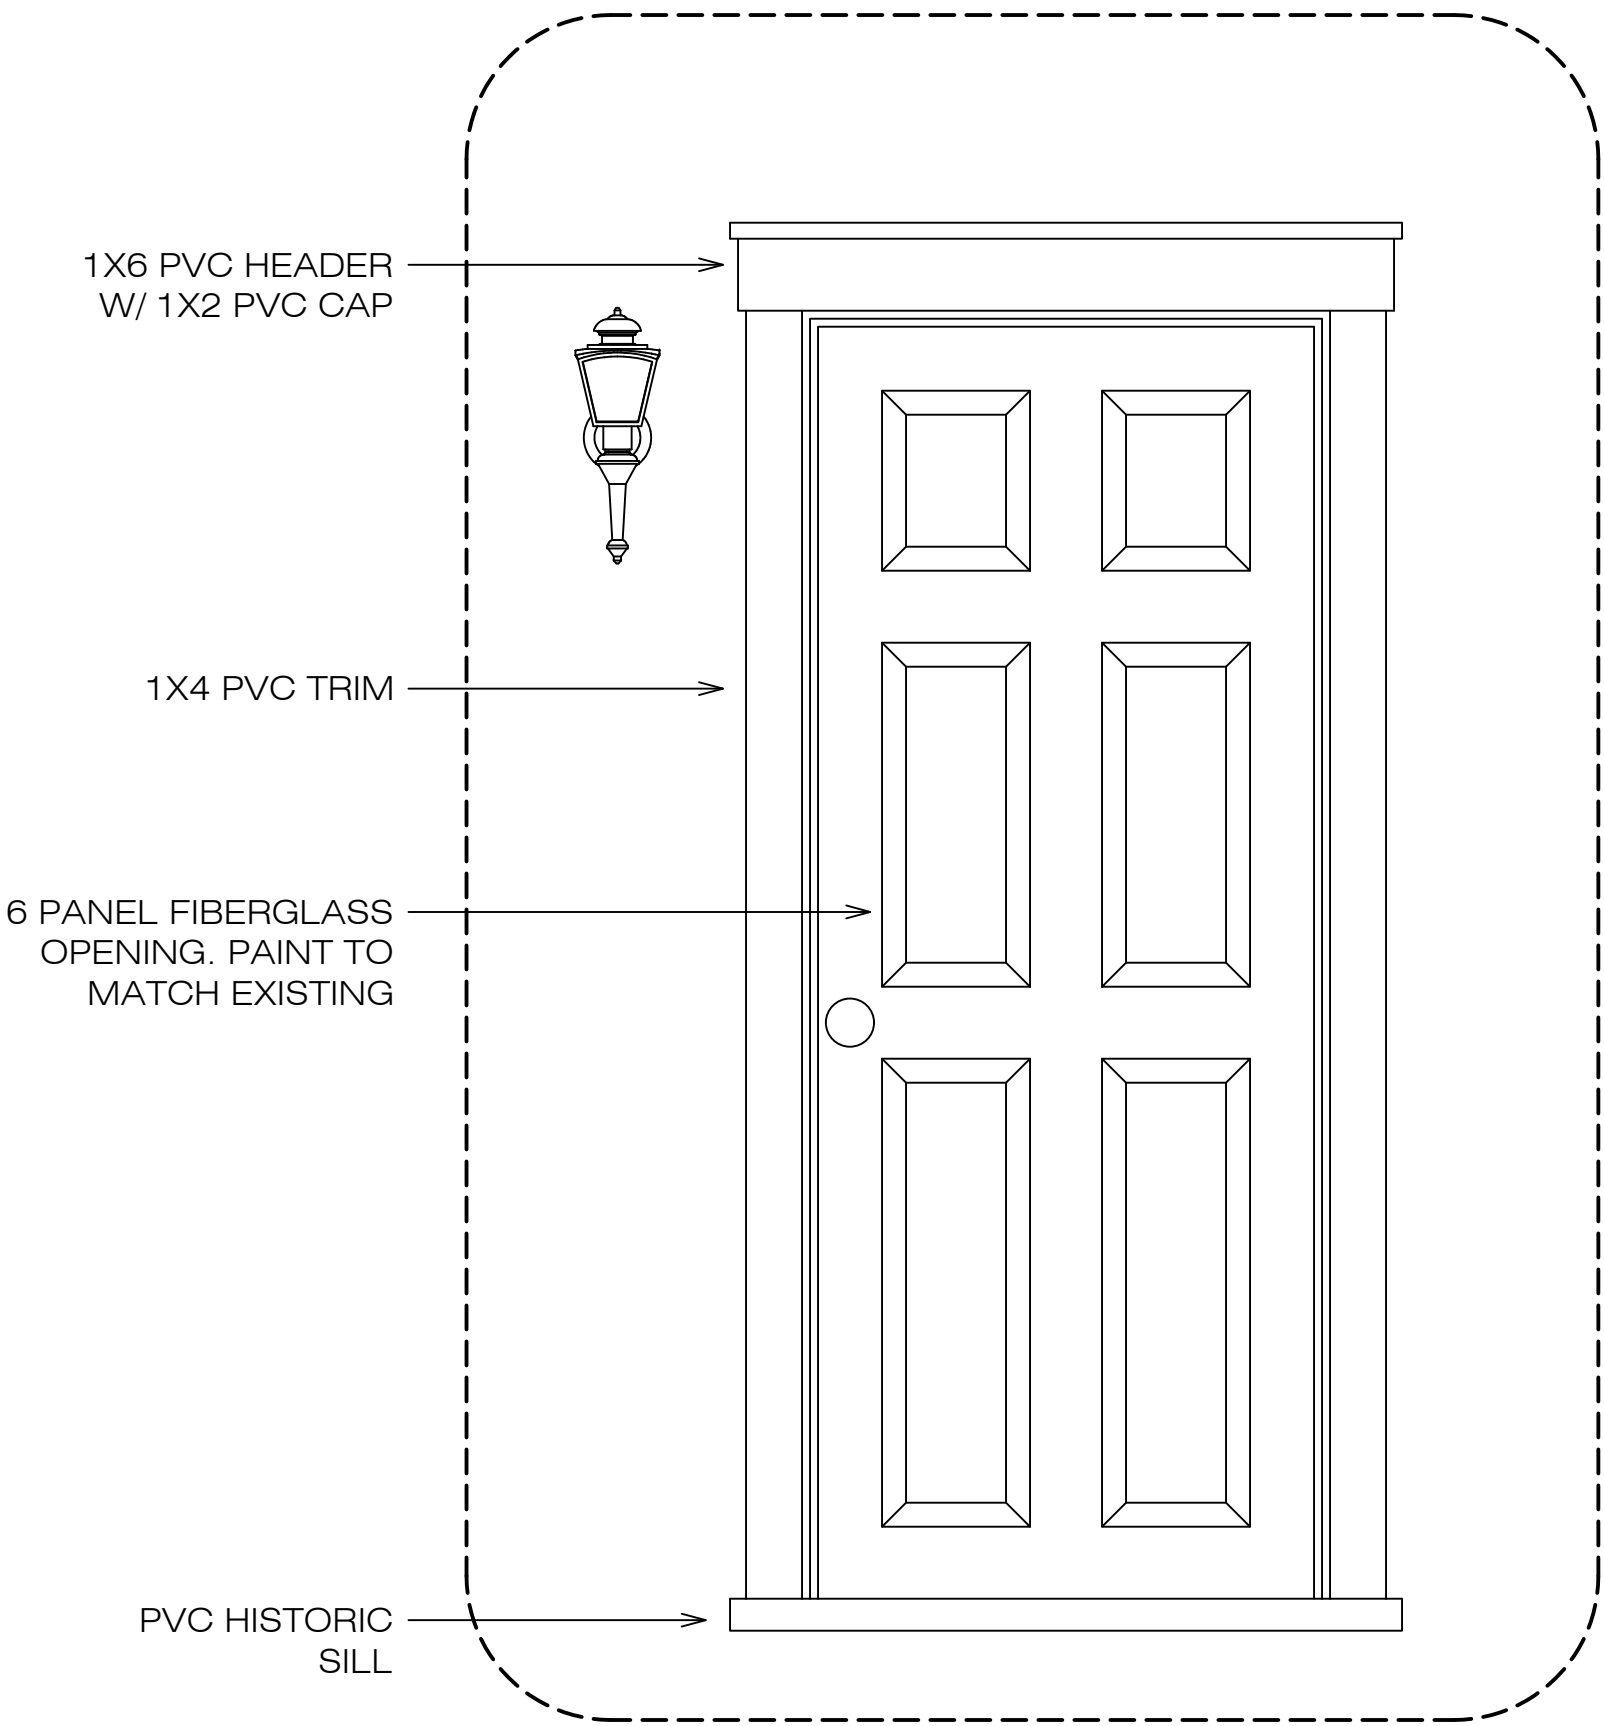 1X6 PVC HEADER
W/ 1X2 PVC CAP
1X4 PVC TRIM
6 PANEL FIBERGLASS
OPENING. PAINT TO
MATCH EXISTING
PVC HISTORIC
SILL